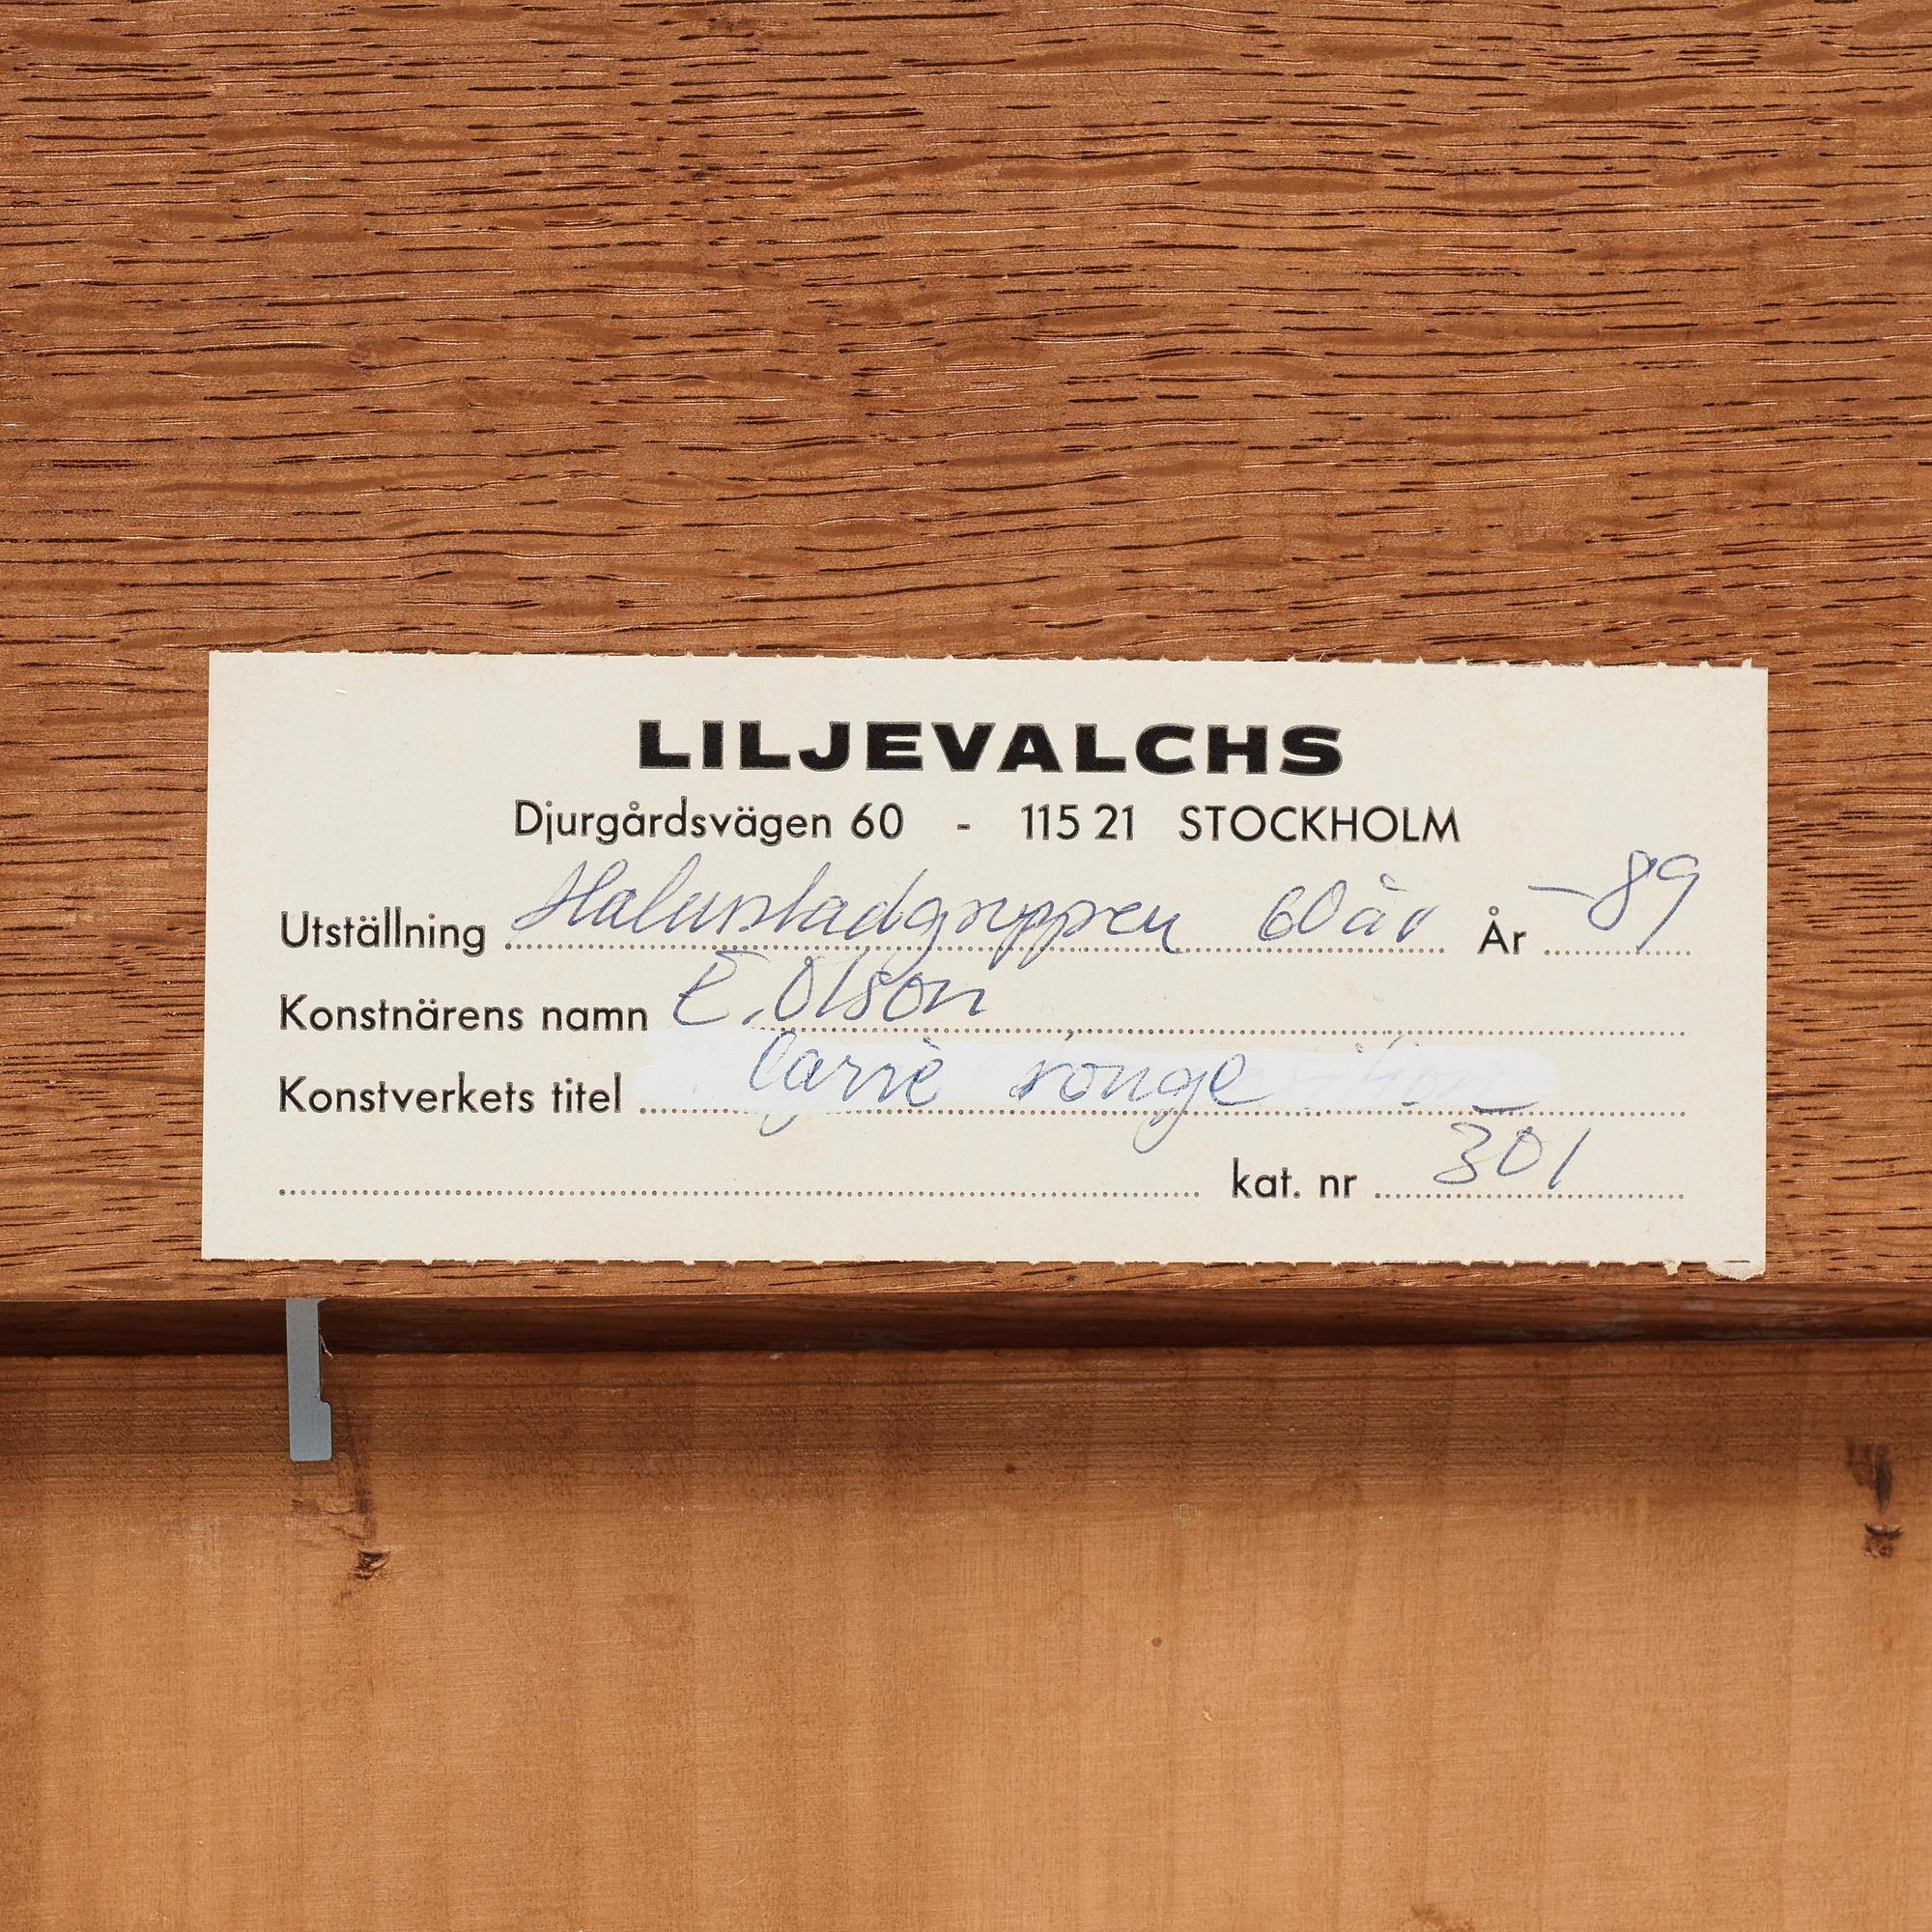 LILJEVALCHS
Djurgårdsvägen 60 - 115 21 STOCKHOLM
Utställning Halmstadgruppen 60 år År -89
Konstnärens namn E. Olson
Konstverkets titel Carré rouge
kat. nr 301